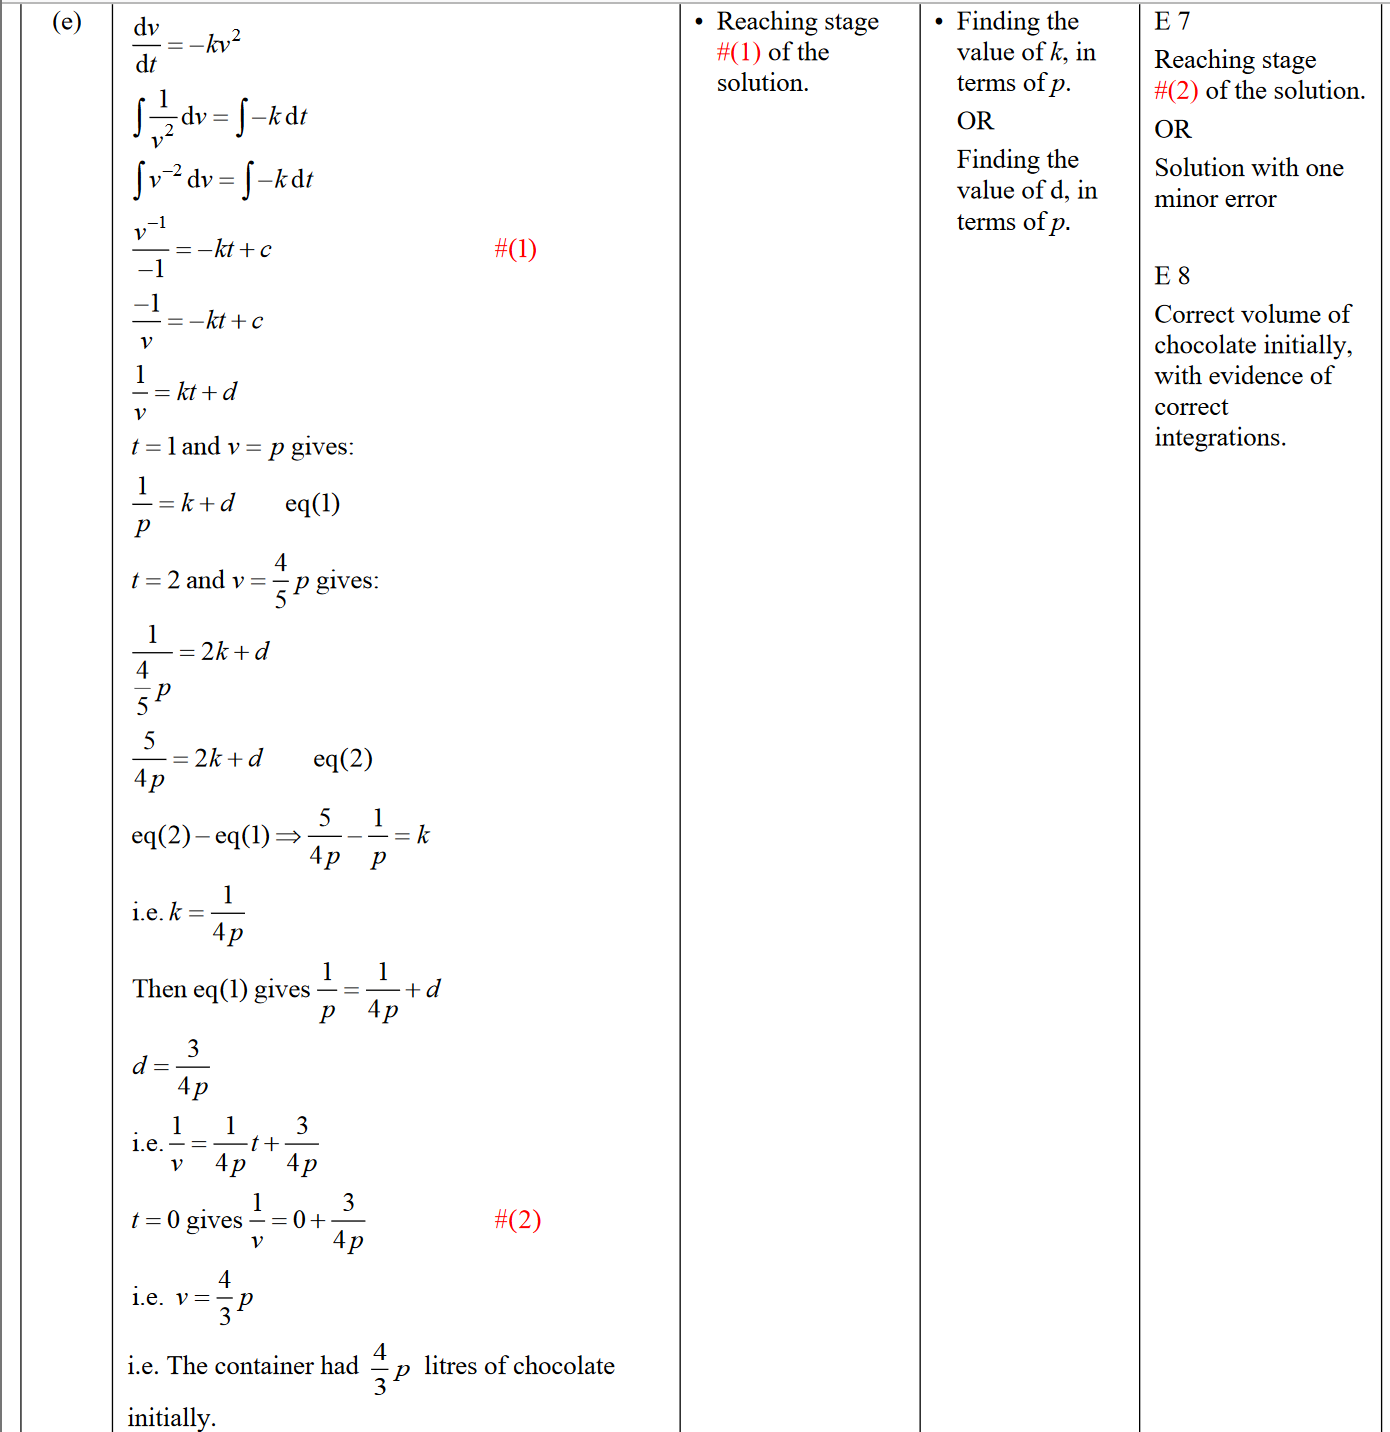 (e)
dv/dt = −kv²
∫ 1/v² dv = ∫ −k dt
∫ v⁻² dv = ∫ −k dt
v⁻¹/−1 = −kt + c #(1)
−1/v = −kt + c
1/v = kt + d
t = 1 and v = p gives:
1/p = k + d eq(1)
t = 2 and v = 4/5 p gives:
1/(4/5 p) = 2k + d
5/4p = 2k + d eq(2)
eq(2) − eq(1) ⇒ 5/4p − 1/p = k
i.e. k = 1/4p
Then eq(1) gives 1/p = 1/4p + d
d = 3/4p
i.e. 1/v = 1/4p t + 3/4p
t = 0 gives 1/v = 0 + 3/4p #(2)
i.e. v = 4/3 p
i.e. The container had 4/3 p litres of chocolate
initially.
• Reaching stage
#(1) of the
solution.
• Finding the
value of k, in
terms of p.
OR
Finding the
value of d, in
terms of p.
E 7
Reaching stage
#(2) of the solution.
OR
Solution with one
minor error
E 8
Correct volume of
chocolate initially,
with evidence of
correct
integrations.